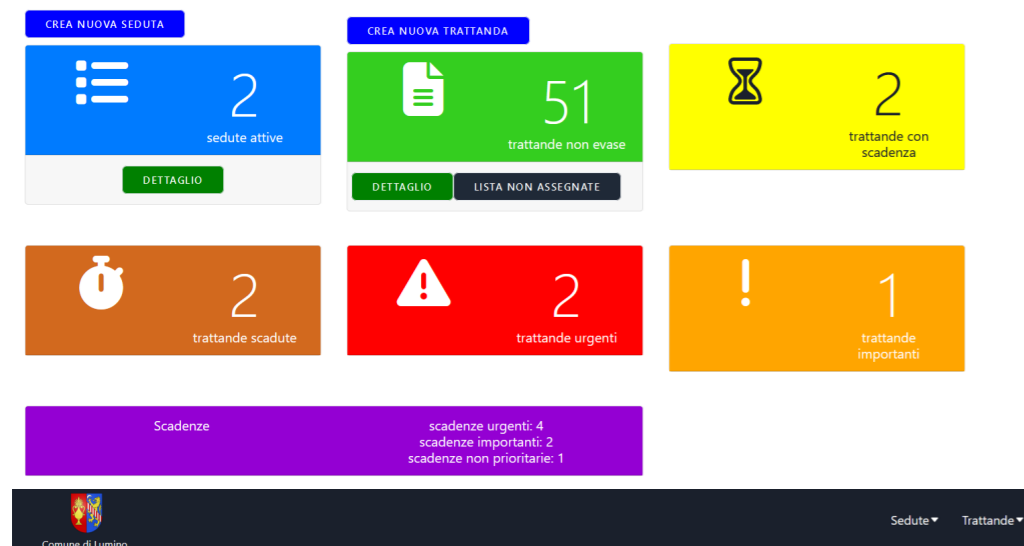 CREA NUOVA SEDUTA
CREA NUOVA TRATTANDA
2
sedute attive
DETTAGLIO
51
trattande non evase
DETTAGLIO
LISTA NON ASSEGNATE
2
trattande con
scadenza
2
trattande scadute
2
trattande urgenti
1
trattande
importanti
Scadenze
scadenze urgenti: 4
scadenze importanti: 2
scadenze non prioritarie: 1
Comune di Lumino
Sedute
Trattande